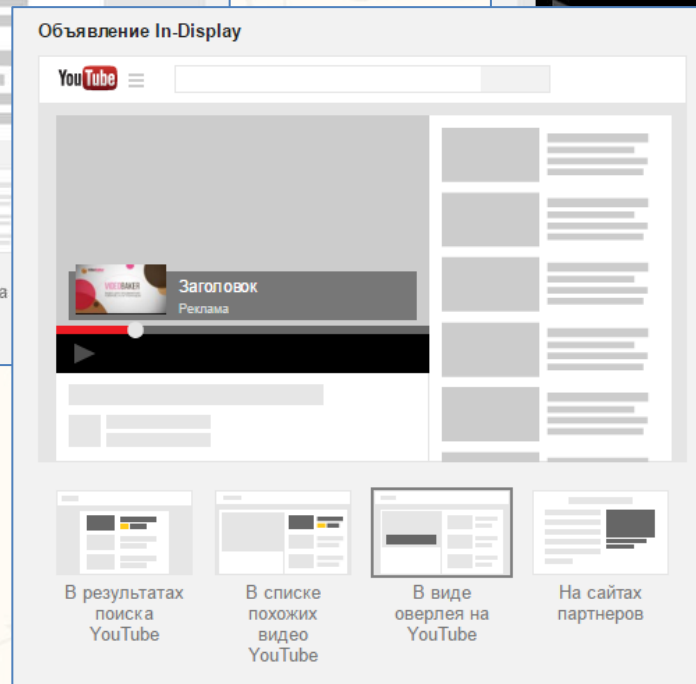 Объявление In-Display
YouTube
VIDEOBAKER
Заголовок
Реклама
а
В результатах
поиска
YouTube
В списке
похожих
видео
YouTube
В виде
оверлея на
YouTube
На сайтах
партнеров